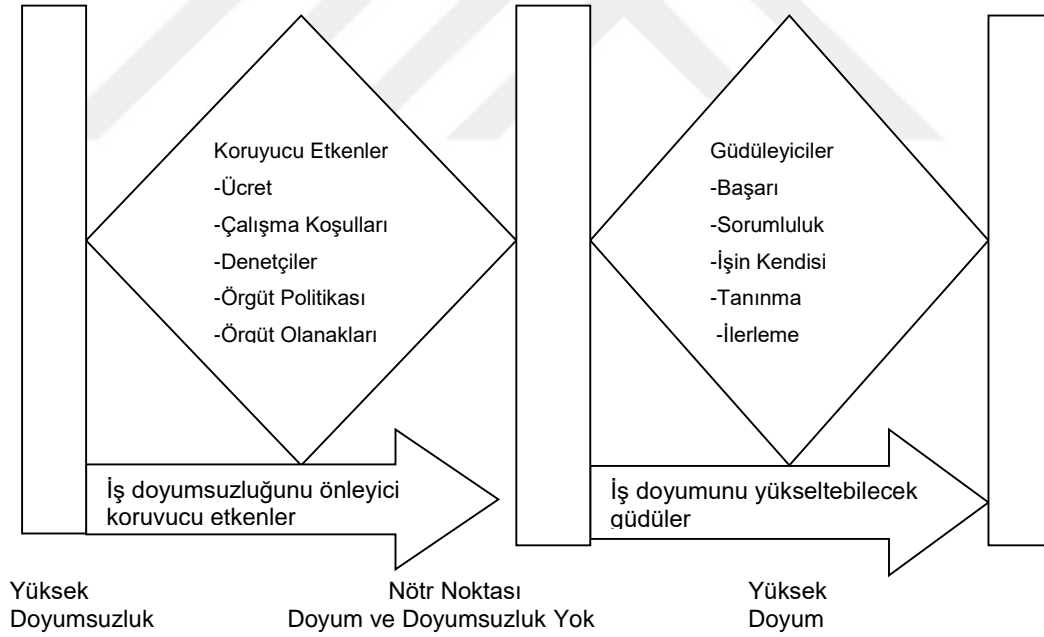 Koruyucu Etkenler
-Ücret
-Çalışma Koşulları
-Denetçiler
-Örgüt Politikası
-Örgüt Olanakları
Güdüleyiciler
-Başarı
-Sorumluluk
-İşin Kendisi
-Tanınma
-İlerleme
İş doyumsuzluğunu önleyici
koruyucu etkenler
İş doyumunu yükseltebilecek
güdüler
Yüksek
Doyumsuzluk
Nötr Noktası
Doyum ve Doyumsuzluk Yok
Yüksek
Doyum